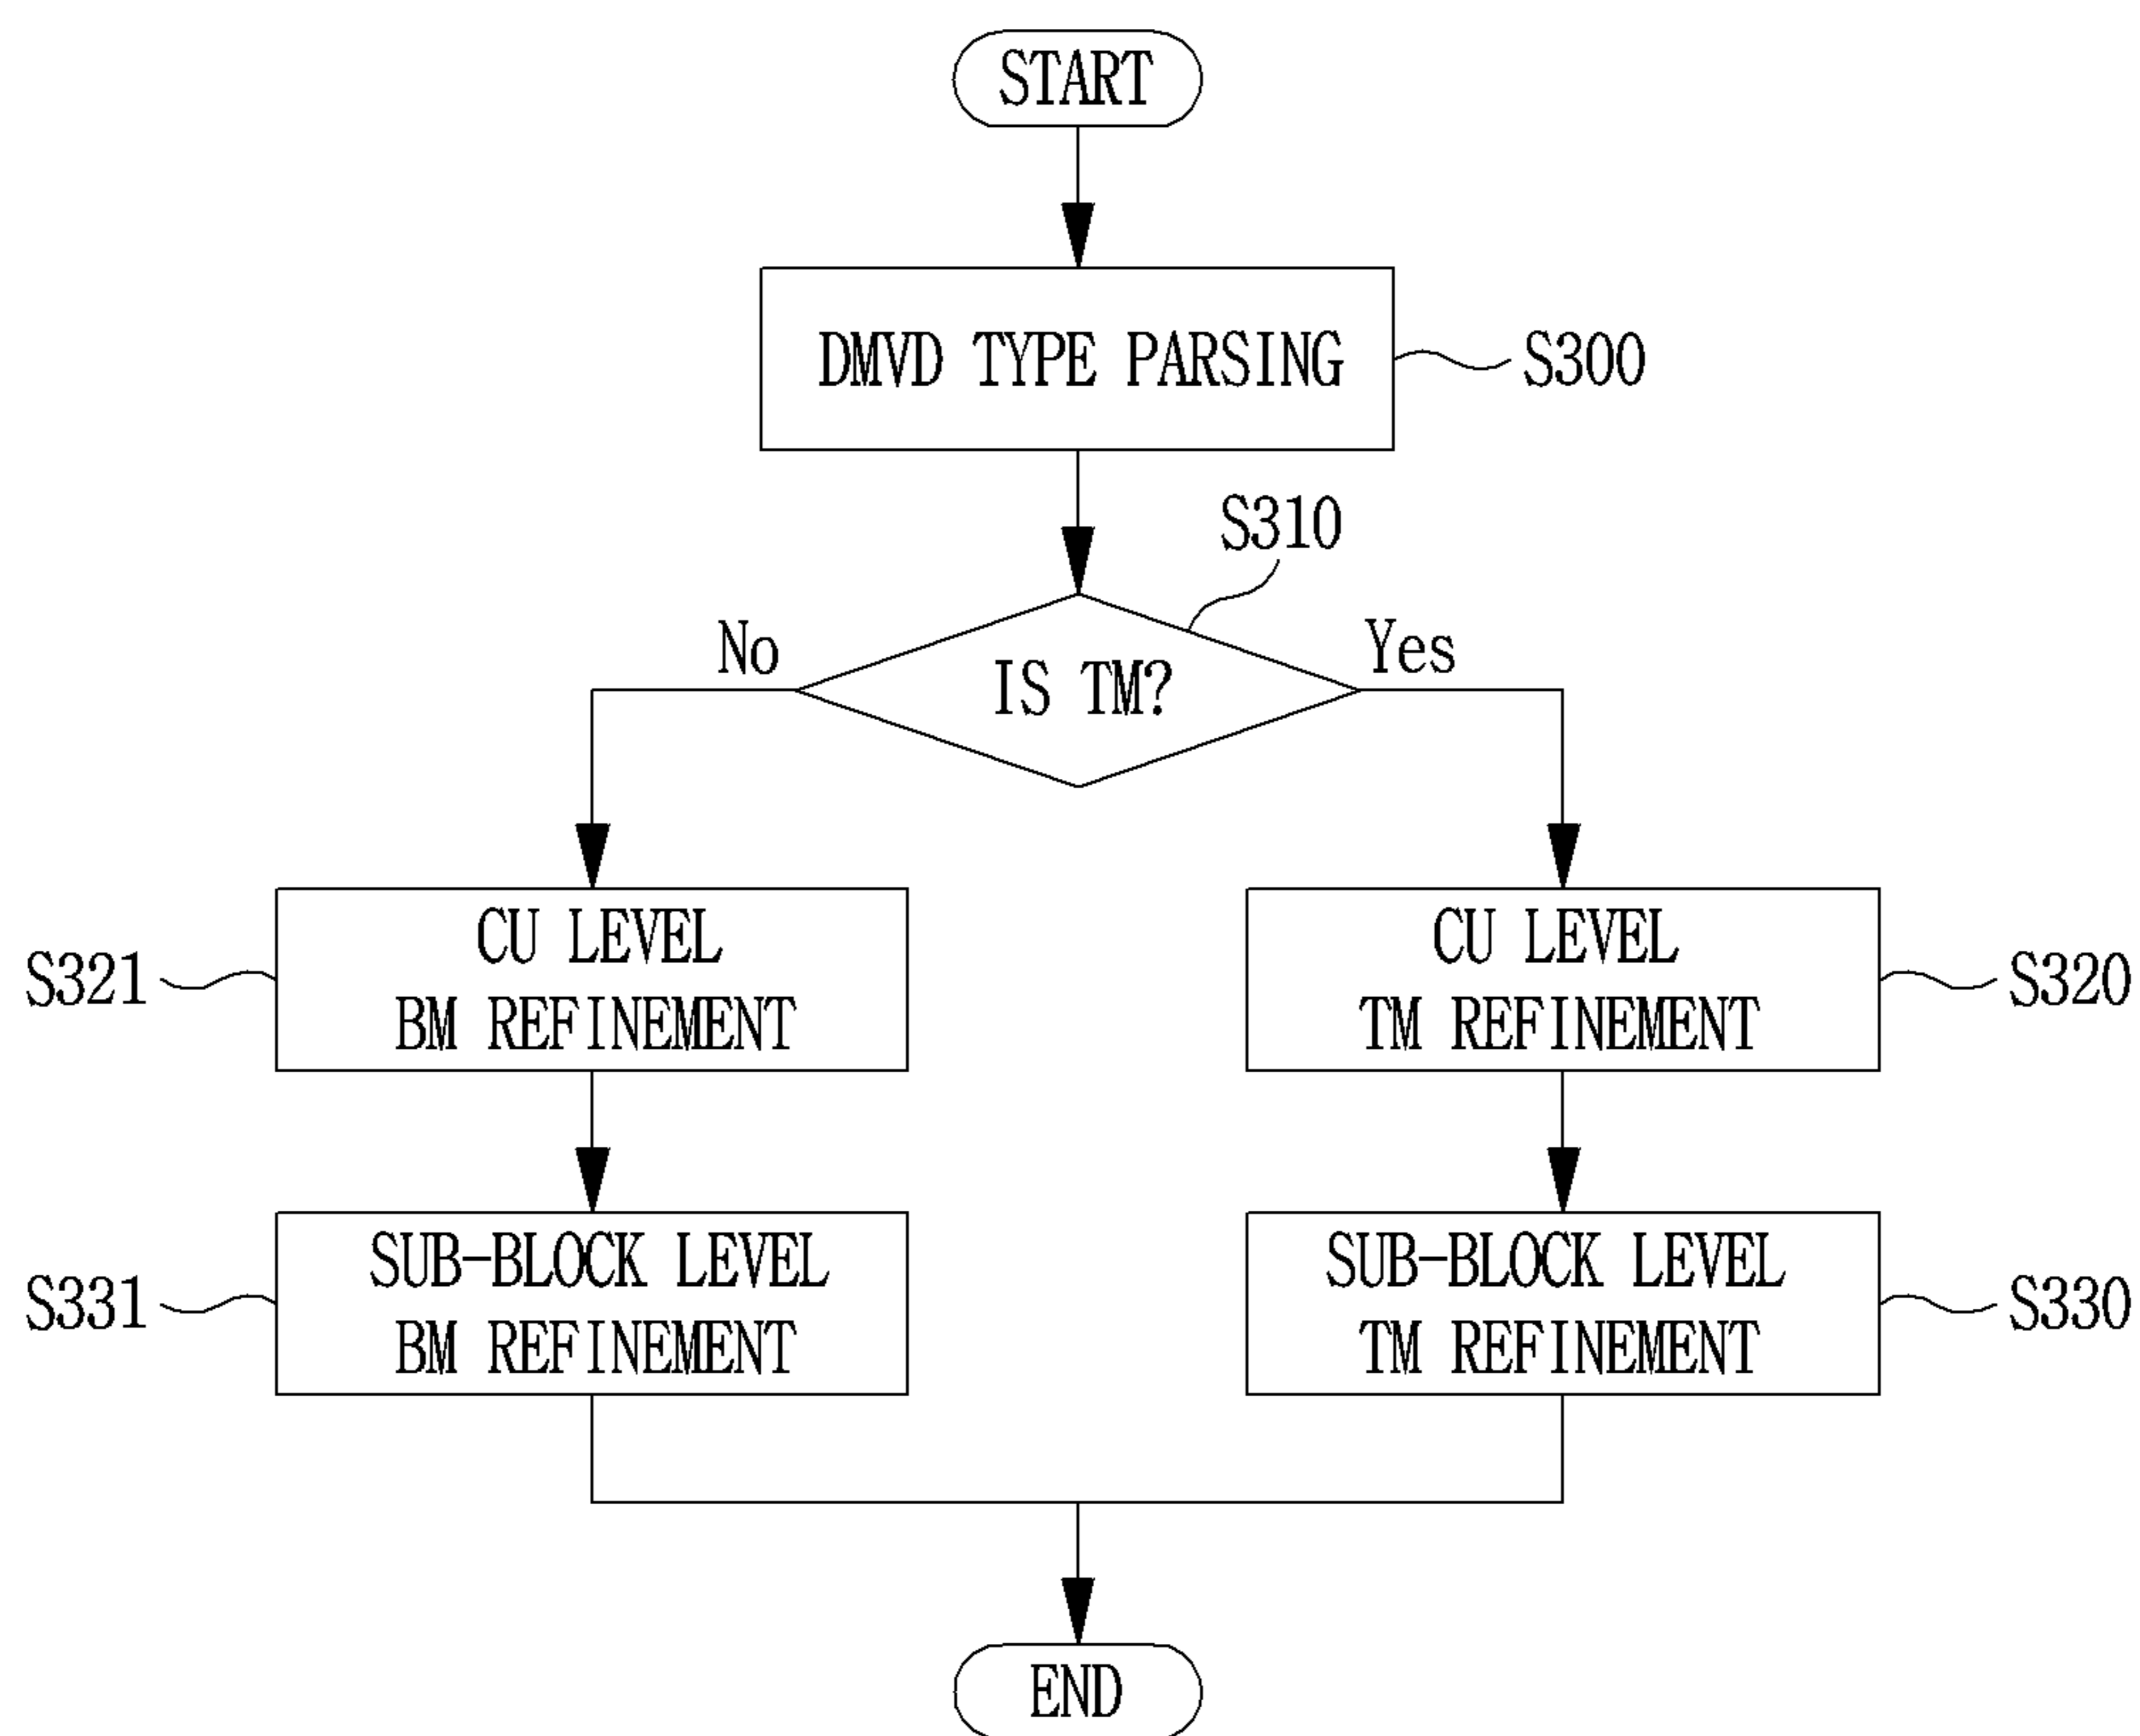 START
DMVD TYPE PARSING
S300
S310
No
IS TM?
Yes
CU LEVEL
BM REFINEMENT
S321
CU LEVEL
TM REFINEMENT
S320
SUB-BLOCK LEVEL
BM REFINEMENT
S331
SUB-BLOCK LEVEL
TM REFINEMENT
S330
END